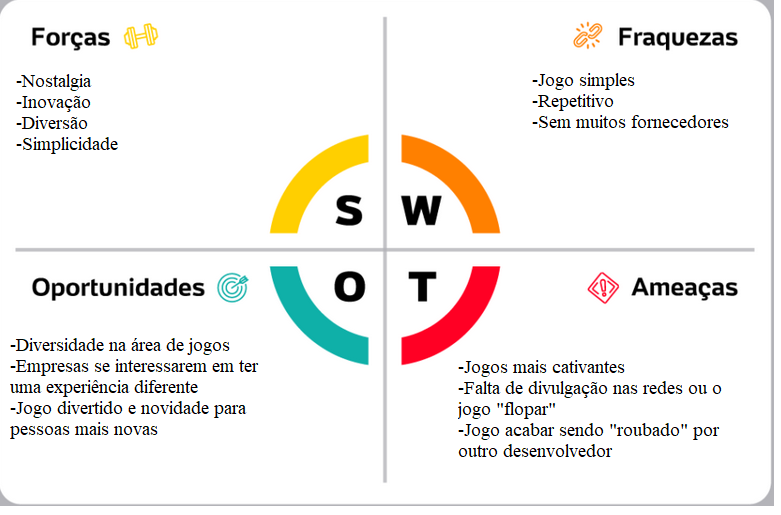 Forças
-Nostalgia
-Inovação
-Diversão
-Simplicidade
Fraquezas
-Jogo simples
-Repetitivo
-Sem muitos fornecedores
S W
O T
Oportunidades
-Diversidade na área de jogos
-Empresas se interessarem em ter
uma experiência diferente
-Jogo divertido e novidade para
pessoas mais novas
Ameaças
-Jogos mais cativantes
-Falta de divulgação nas redes ou o
jogo "flopar"
-Jogo acabar sendo "roubado" por
outro desenvolvedor